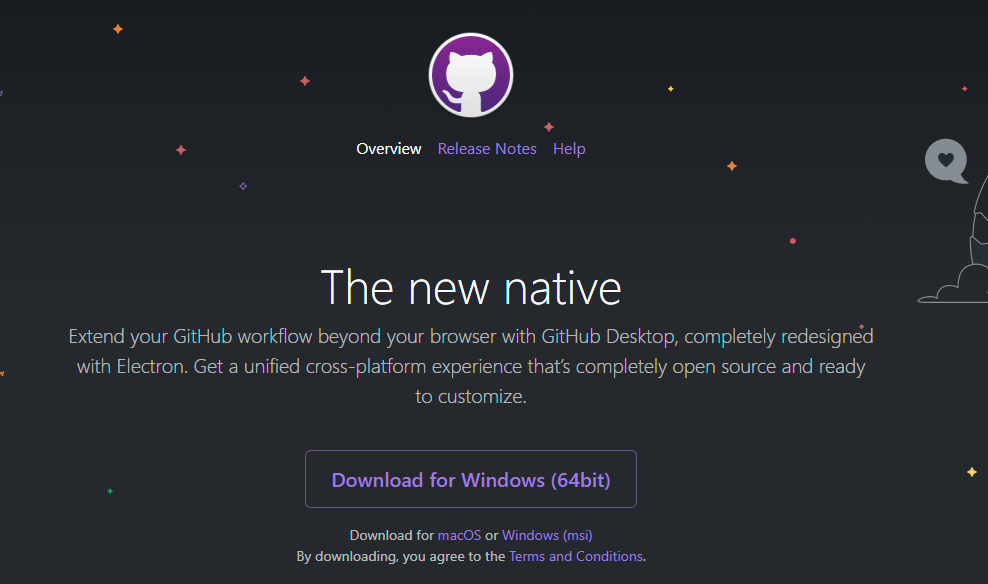 Overview Release Notes Help
The new native
Extend your GitHub workflow beyond your browser with GitHub Desktop, completely redesigned
with Electron. Get a unified cross-platform experience that’s completely open source and ready
to customize.
Download for Windows (64bit)
Download for macOS or Windows (msi)
By downloading, you agree to the Terms and Conditions.